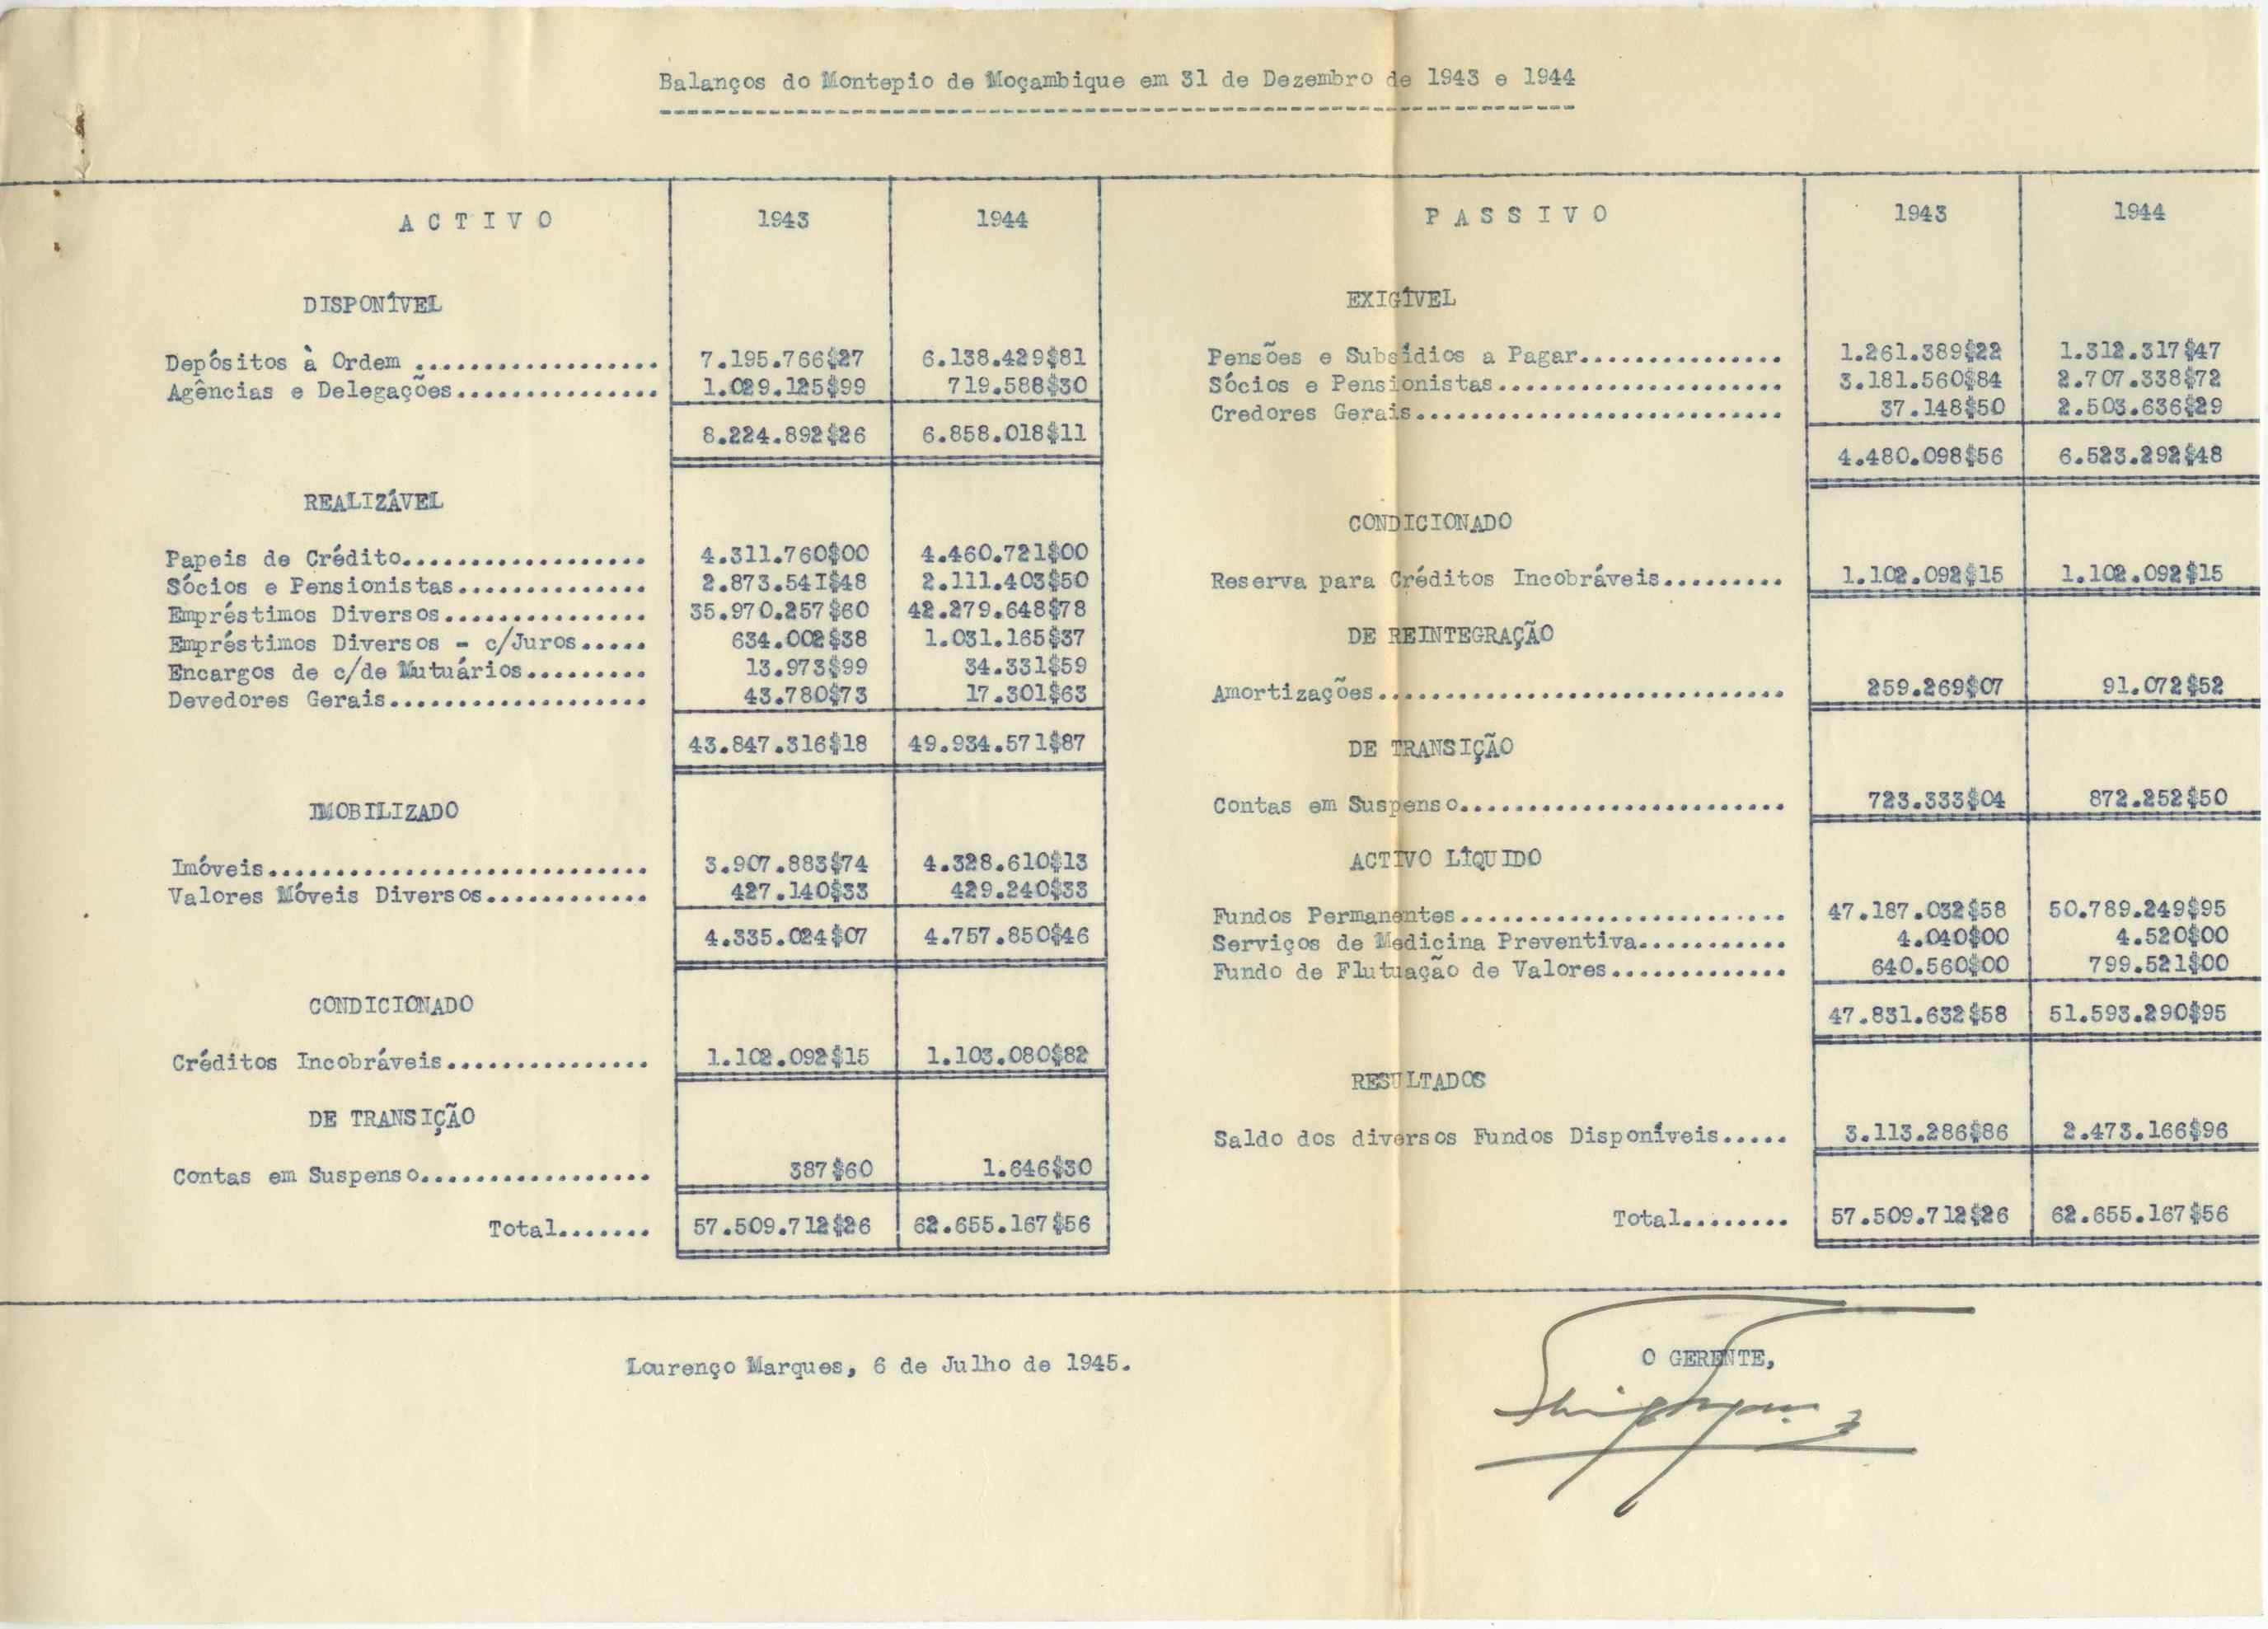 Balanços do Montepio de Moçambique em 31 de Dezembro de 1943 e 1944
ACTIVO 1943 1944
DISPONÍVEL
Depósitos à Ordem .................. 7.195.766$27 6.138.429$81
Agências e Delegações............... 1.029.125$99 719.588$30
8.224.892$26 6.858.018$11
REALIZÁVEL
Papeis de Crédito.................. 4.311.760$00 4.460.721$00
Sócios e Pensionistas.............. 2.873.541$48 2.111.403$50
Empréstimos Diversos............... 35.970.257$60 42.279.648$78
Empréstimos Diversos - c/Juros..... 634.002$38 1.031.165$37
Encargos de c/de Mutuários......... 13.973$99 34.331$59
Devedores Gerais................... 43.780$73 17.301$63
43.847.316$18 49.934.571$87
IMOBILIZADO
Imóveis............................ 3.907.883$74 4.328.610$13
Valores Móveis Diversos............ 427.140$33 429.240$33
4.335.024$07 4.757.850$46
CONDICIONADO
Créditos Incobráveis............... 1.102.092$15 1.103.080$82
DE TRANSIÇÃO
Contas em Suspenso................. 387$60 1.646$30
Total....... 57.509.712$26 62.655.167$56
PASSIVO 1943 1944
EXIGÍVEL
Pensões e Subsídios a Pagar............... 1.261.389$22 1.312.317$47
Sócios e Pensionistas..................... 3.181.560$84 2.707.338$72
Credores Gerais........................... 37.148$50 2.503.636$29
4.480.098$56 6.523.292$48
CONDICIONADO
Reserva para Créditos Incobráveis......... 1.102.092$15 1.102.092$15
DE REINTEGRAÇÃO
Amortizações.............................. 259.269$07 91.072$52
DE TRANSIÇÃO
Contas em Suspenso........................ 723.333$04 872.252$50
ACTIVO LÍQUIDO
Fundos Permanentes........................ 47.187.032$58 50.789.249$95
Serviços de Medicina Preventiva........... 4.040$00 4.520$00
Fundo de Flutuação de Valores............. 640.560$00 799.521$00
47.831.632$58 51.593.290$95
RESULTADOS
Saldo dos diversos Fundos Disponíveis..... 3.113.286$86 2.473.166$96
Total........ 57.509.712$26 62.655.167$56
Lourenço Marques, 6 de Julho de 1945.
O GERENTE,